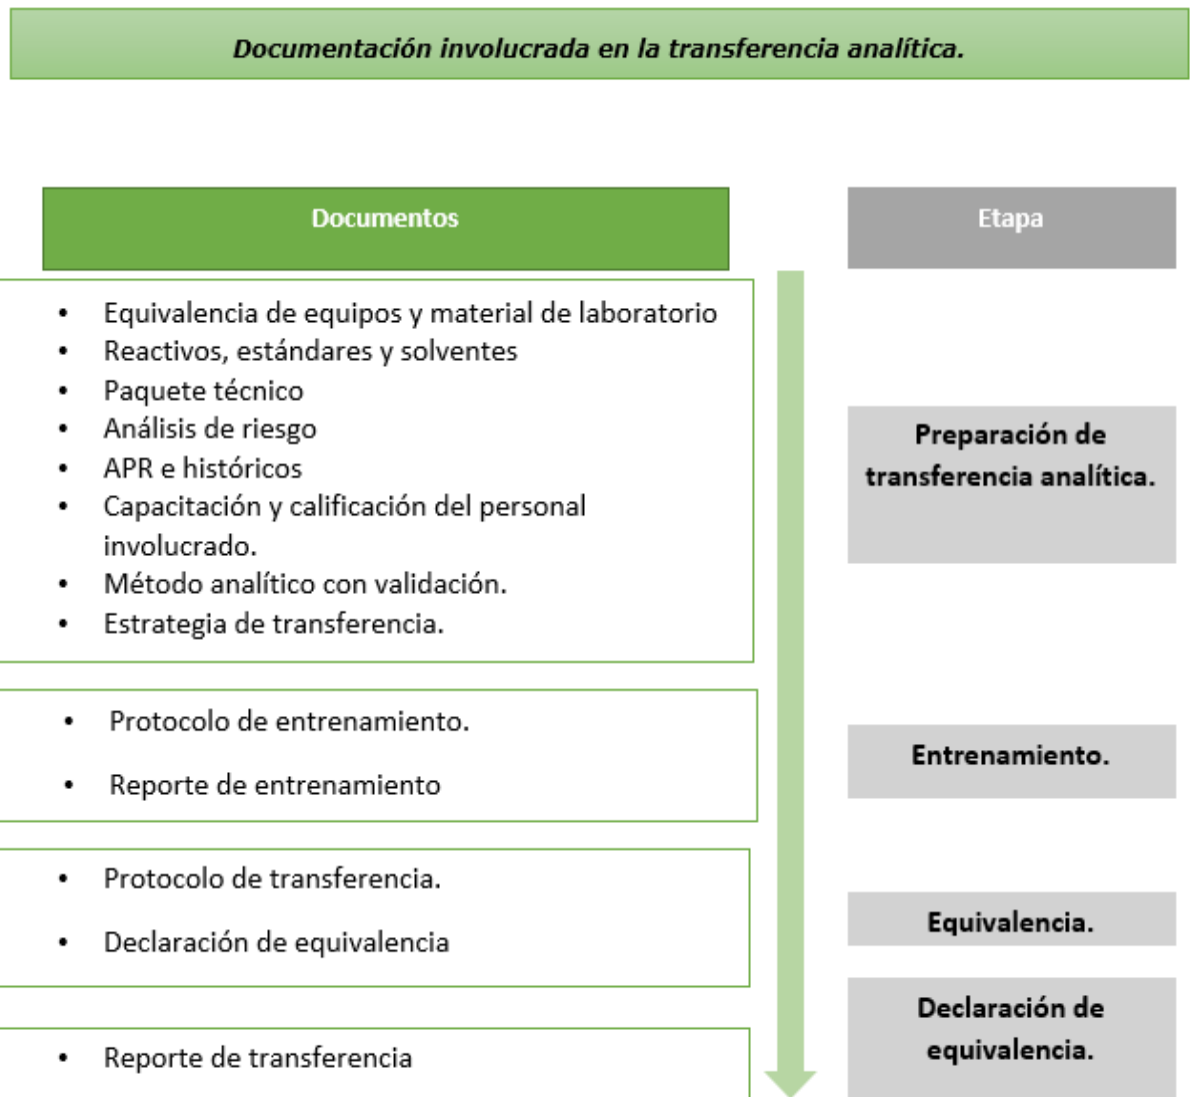 Documentación involucrada en la transferencia analítica.
Documentos
Etapa
• Equivalencia de equipos y material de laboratorio
• Reactivos, estándares y solventes
• Paquete técnico
• Análisis de riesgo
• APR e históricos
• Capacitación y calificación del personal
involucrado.
• Método analítico con validación.
• Estrategia de transferencia.
Preparación de
transferencia analítica.
• Protocolo de entrenamiento.
• Reporte de entrenamiento
Entrenamiento.
• Protocolo de transferencia.
• Declaración de equivalencia
Equivalencia.
• Reporte de transferencia
Declaración de
equivalencia.